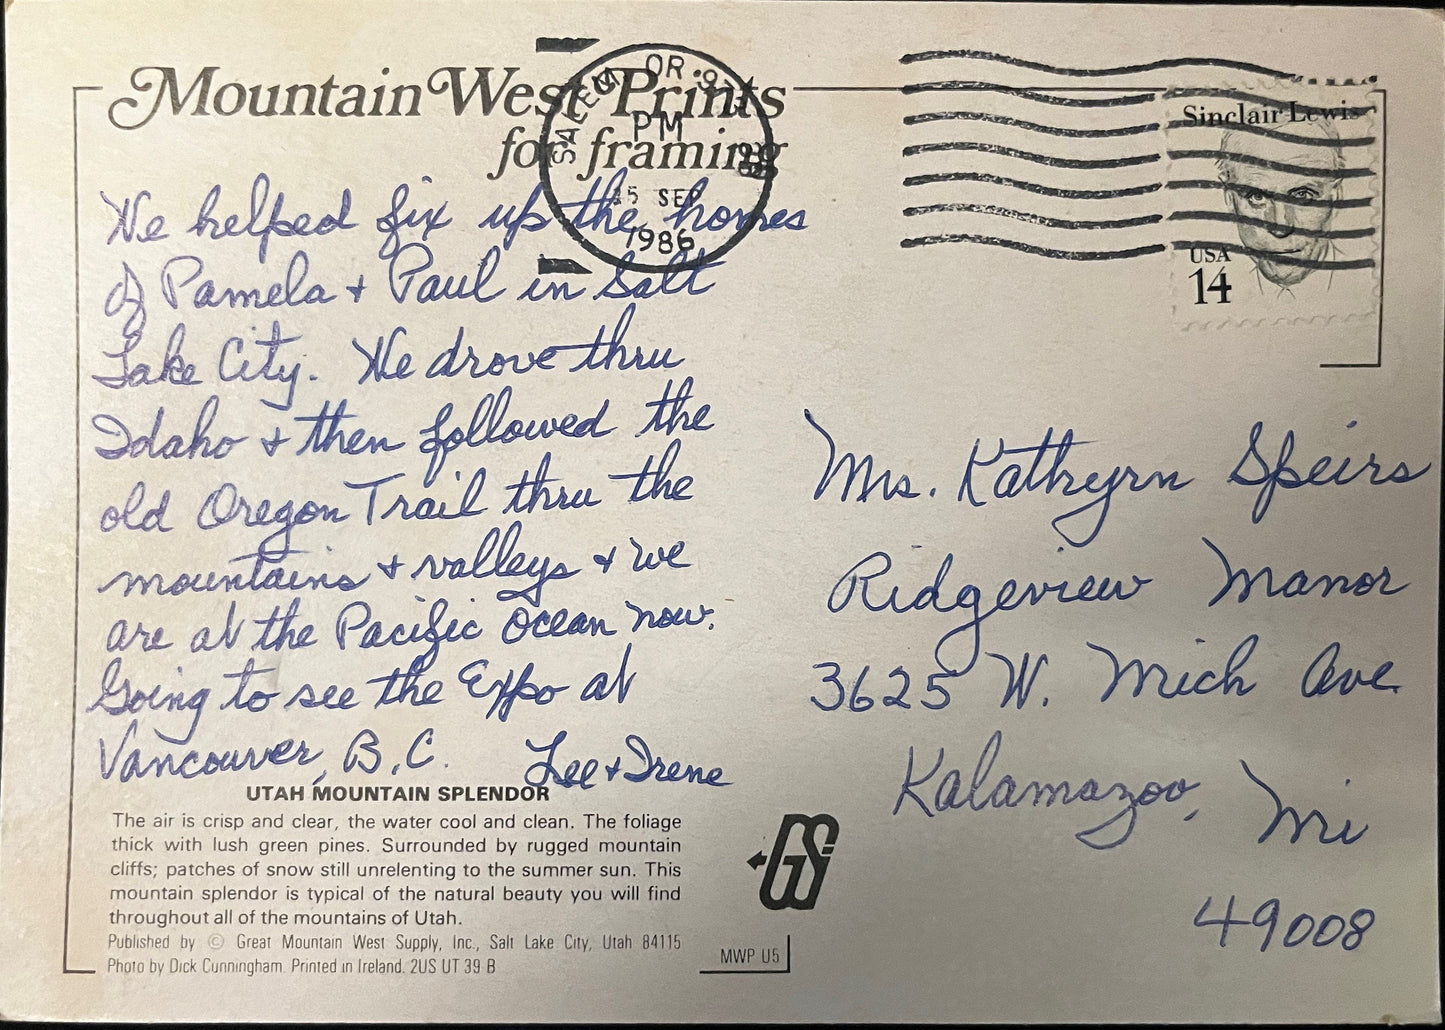 Mountain West Prints
for framing
SALEM OR 973
PM
15 SEP
1986
Sinclair Lewis
USA
14
We helped fix up the homes
of Pamela + Paul in Salt
Lake City. We drove thru
Idaho + then followed the
old Oregon Trail thru the
mountains + valleys + we
are at the Pacific Ocean now.
Going to see the Expo at
Vancouver, B.C. Lee + Irene
Mrs. Kathryrn Speirs
Ridgeview Manor
3625 W. Mich Ave.
Kalamazoo, Mi
49008
UTAH MOUNTAIN SPLENDOR
The air is crisp and clear, the water cool and clean. The foliage
thick with lush green pines. Surrounded by rugged mountain
cliffs; patches of snow still unrelenting to the summer sun. This
mountain splendor is typical of the natural beauty you will find
throughout all of the mountains of Utah.
Published by © Great Mountain West Supply, Inc., Salt Lake City, Utah 84115
Photo by Dick Cunningham. Printed in Ireland. 2US UT 39 B
GS
MWP U5